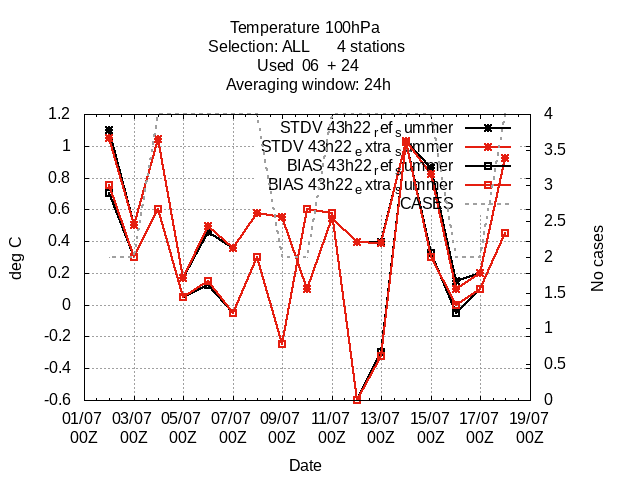 Temperature 100hPa
Selection: ALL 4 stations
Used 06 + 24
Averaging window: 24h
1.2
1
0.8
0.6
0.4
0.2
0
-0.2
-0.4
-0.6
deg C
STDV 43h22_ref_summer
STDV 43h22_extra_summer
BIAS 43h22_ref_summer
BIAS 43h22_extra_summer
CASES
4
3.5
3
2.5
2
1.5
1
0.5
0
No cases
01/07 03/07 05/07 07/07 09/07 11/07 13/07 15/07 17/07 19/07
00Z 00Z 00Z 00Z 00Z 00Z 00Z 00Z 00Z 00Z
Date